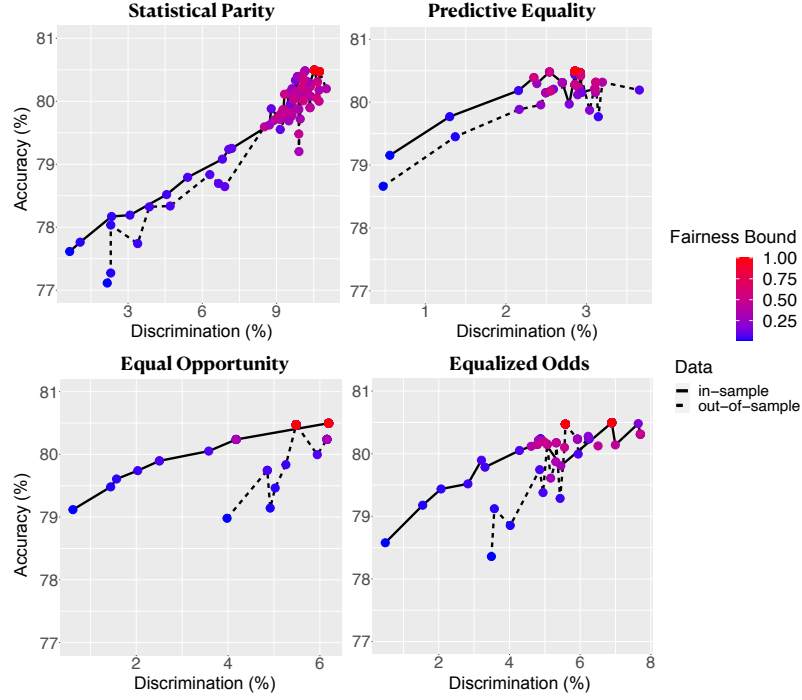 Statistical Parity
Predictive Equality
81
80
79
78
77
Accuracy (%)
3
6
9
Discrimination (%)
81
80
79
78
77
1
2
3
Discrimination (%)
Fairness Bound
1.00
0.75
0.50
0.25
Data
in-sample
out-of-sample
Equal Opportunity
Equalized Odds
81
80
79
78
77
Accuracy (%)
2
4
6
Discrimination (%)
81
80
79
78
77
2
4
6
8
Discrimination (%)